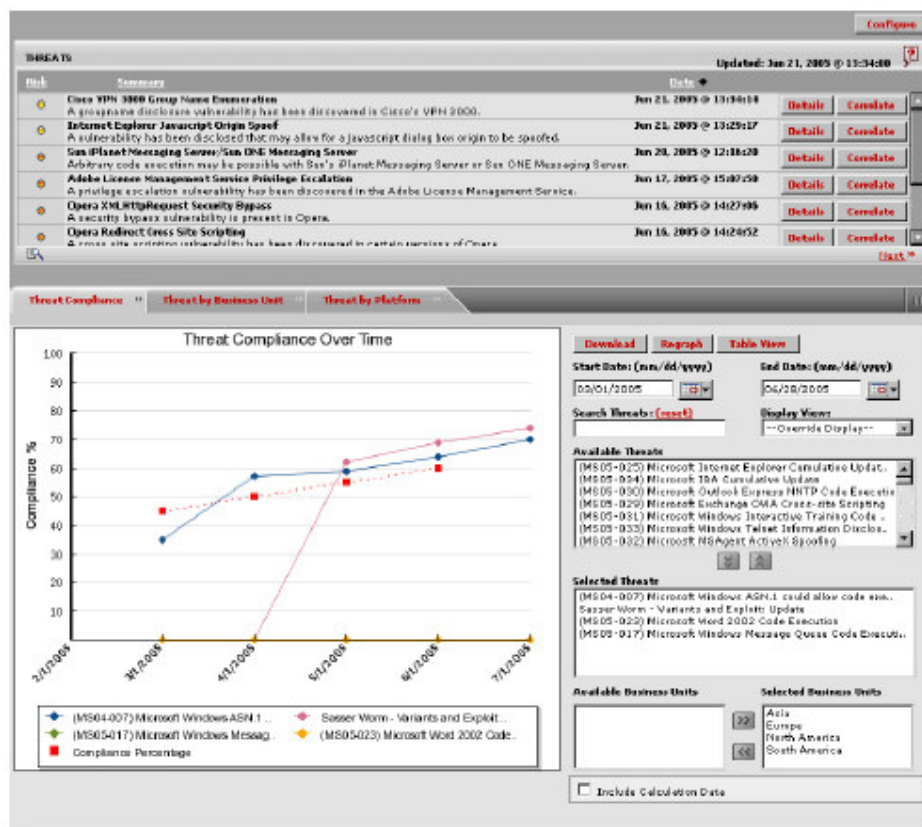 Configure
THREATS
Updated: Jun 21, 2005 @ 13:34:00
Risk Summary Date
Cisco VPN 3000 Group Name Enumeration Jun 21, 2005 @ 13:34:14 Details Correlate
A groupname disclosure vulnerability has been discovered in Cisco's VPN 3000.
Internet Explorer Javascript Origin Spoof Jun 21, 2005 @ 13:29:17 Details Correlate
A vulnerability has been disclosed that may allow for a javascript dialog box origin to be spoofed.
Sun iPlanet Messaging Server/Sun ONE Messaging Server Jun 20, 2005 @ 12:18:20 Details Correlate
Arbitrary code execution may be possible with Sun's iPlanet Messaging Server or Sun ONE Messaging Server.
Adobe License Management Service Privilege Escalation Jun 17, 2005 @ 15:07:50 Details Correlate
A privilege escalation vulnerability has been discovered in the Adobe License Management Service.
Opera XMLHttpRequest Security Bypass Jun 16, 2005 @ 14:27:06 Details Correlate
A security bypass vulnerability is present in Opera.
Opera Redirect Cross Site Scripting Jun 16, 2005 @ 14:24:52 Details Correlate
A cross site scripting vulnerability has been discovered in certain versions of Opera.
Next »
Threat Compliance Threat by Business Unit Threat by Platform
Threat Compliance Over Time
Compliance %
100
90
80
70
60
50
40
30
20
10
2/1/2005 3/1/2005 4/1/2005 5/1/2005 6/1/2005 7/1/2005
(MS04-007) Microsoft Windows ASN.1 .. Sasser Worm - Variants and Exploit..
(MS05-017) Microsoft Windows Messag.. (MS05-023) Microsoft Word 2002 Code..
Compliance Percentage
Download Regraph Table View
Start Date: (mm/dd/yyyy) End Date: (mm/dd/yyyy)
03/01/2005 06/28/2005
Search Threats: (reset) Display View:
--Override Display--
Available Threats
(MS05-025) Microsoft Internet Explorer Cumulative Updat..
(MS05-034) Microsoft ISA Cumulative Update
(MS05-030) Microsoft Outlook Express NNTP Code Executio
(MS05-029) Microsoft Exchange OWA Cross-site Scripting
(MS05-031) Microsoft Windows Interactive Training Code ..
(MS05-033) Microsoft Windows Telnet Information Disclos..
(MS05-032) Microsoft MSAgent ActiveX Spoofing
Selected Threats
(MS04-007) Microsoft Windows ASN.1 could allow code exe..
Sasser Worm - Variants and Exploits Update
(MS05-023) Microsoft Word 2002 Code Execution
(MS05-017) Microsoft Windows Message Queue Code Executi..
Available Business Units Selected Business Units
Asia
Europe
North America
South America
Include Calculation Data